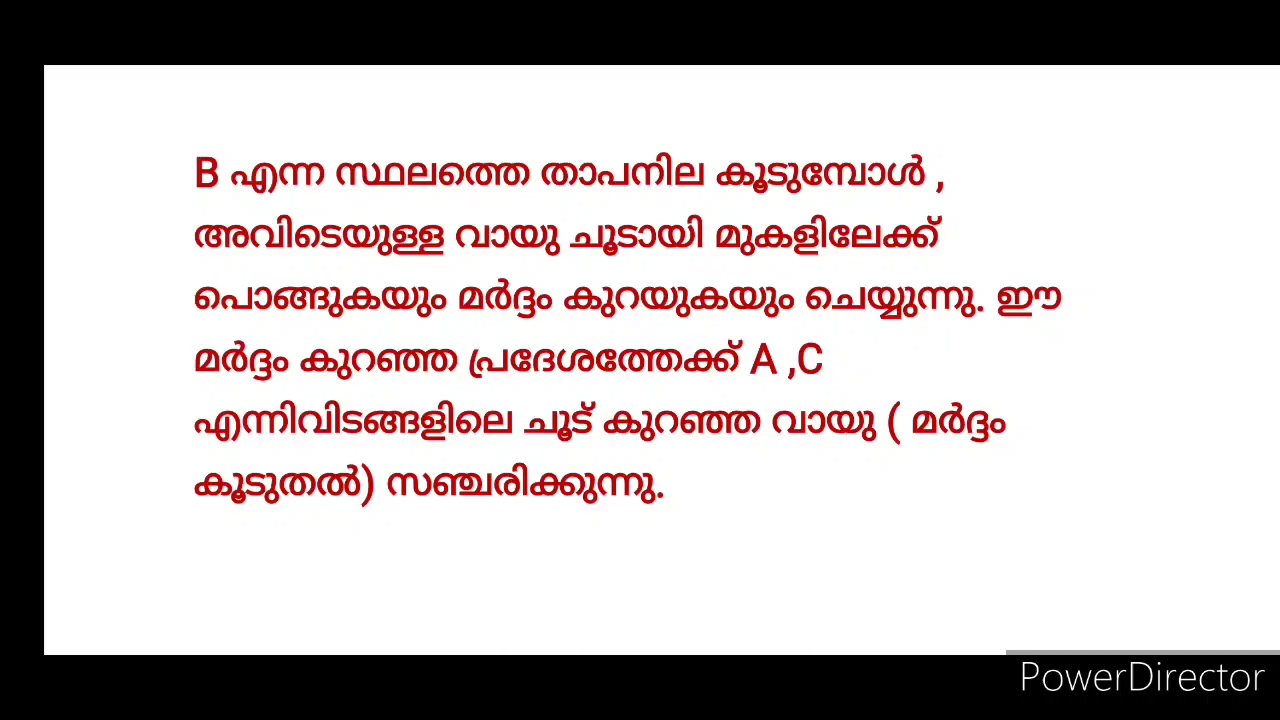 B എന്ന സ്ഥലത്തെ താപനില കൂടുമ്പോൾ ,
അവിടെയുള്ള വായു ചൂടായി മുകളിലേക്ക്
പൊങ്ങുകയും മർദ്ദം കുറയുകയും ചെയ്യുന്നു. ഈ
മർദ്ദം കുറഞ്ഞ പ്രദേശത്തേക്ക് A ,C
എന്നിവിടങ്ങളിലെ ചൂട് കുറഞ്ഞ വായു ( മർദ്ദം
കൂടുതൽ) സഞ്ചരിക്കുന്നു.
PowerDirector